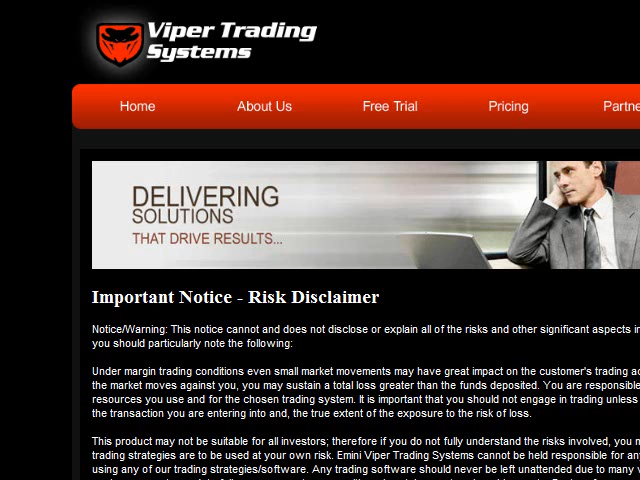 Viper Trading
Systems
Home About Us Free Trial Pricing
DELIVERING
SOLUTIONS
THAT DRIVE RESULTS...
Important Notice - Risk Disclaimer
Notice/Warning: This notice cannot and does not disclose or explain all of the risks and other significant aspects in
you should particularly note the following:
Under margin trading conditions even small market movements may have great impact on the customer's trading
the market moves against you, you may sustain a total loss greater than the funds deposited. You are responsible
resources you use and for the chosen trading system. It is important that you should not engage in trading unless
the transaction you are entering into and, the true extent of the exposure to the risk of loss.
This product may not be suitable for all investors; therefore if you do not fully understand the risks involved, you
trading strategies are to be used at your own risk. Emini Viper Trading Systems cannot be held responsible for
using any of our trading strategies/software. Any trading software should never be left unattended due to many